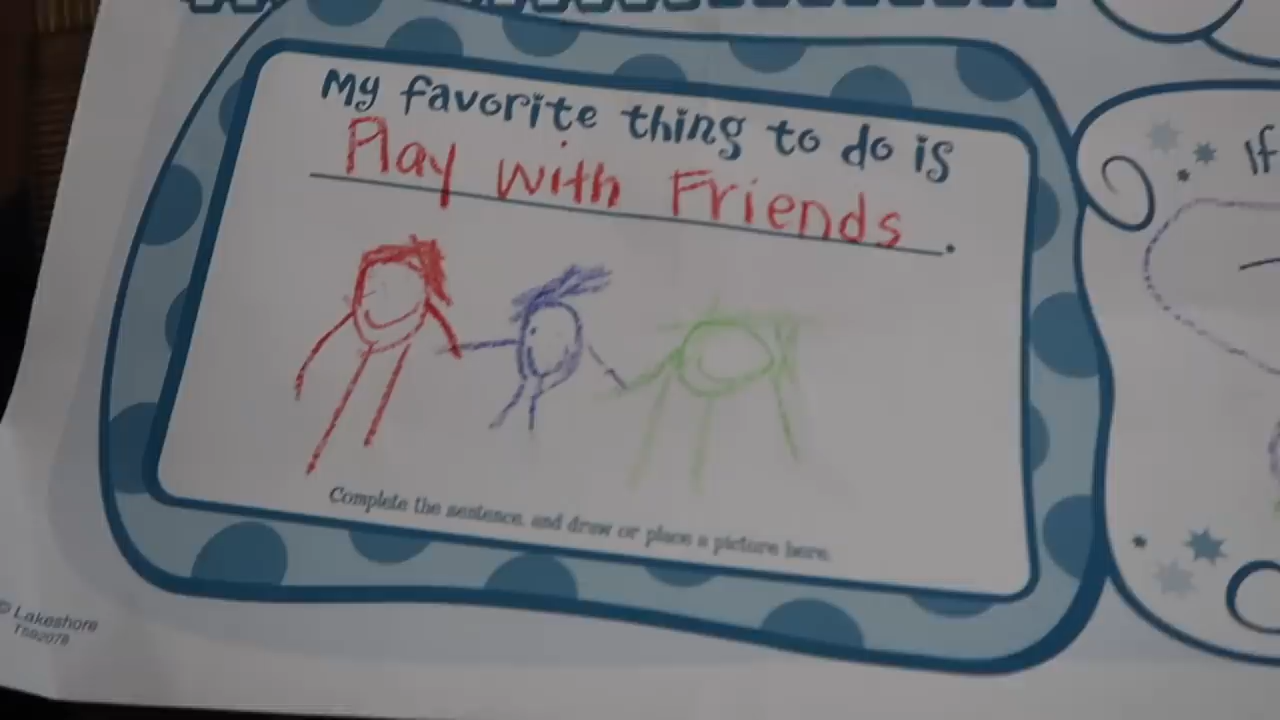 My favorite thing to do is
Play with Friends.
Complete the sentence, and draw or place a picture here.
If
© Lakeshore